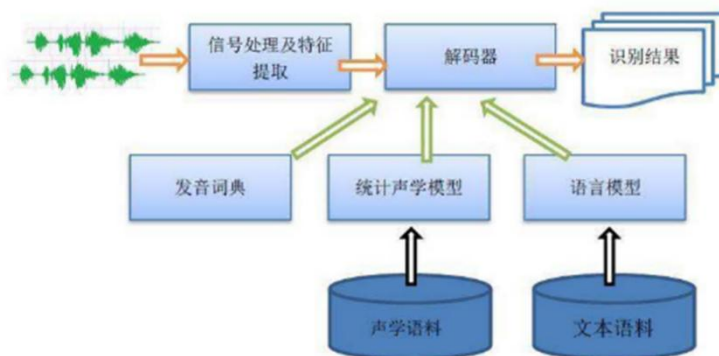 信号处理及特征
提取
解码器
识别结果
发音词典
统计声学模型
语言模型
声学语料
文本语料